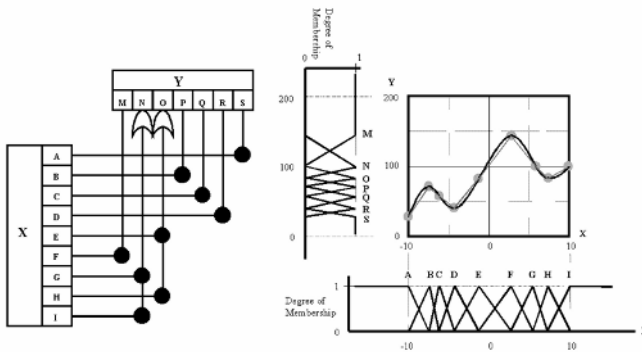 Y
M N O P Q R S
X
A
B
C
D
E
F
G
H
I
Degree of
Membership
0 1
200
100
0
M
N
O
P
Q
R
S
Y
200
100
0
-10 0 10
X
A B C D E F G H I
1
0
Degree of
Membership
-10 0 10